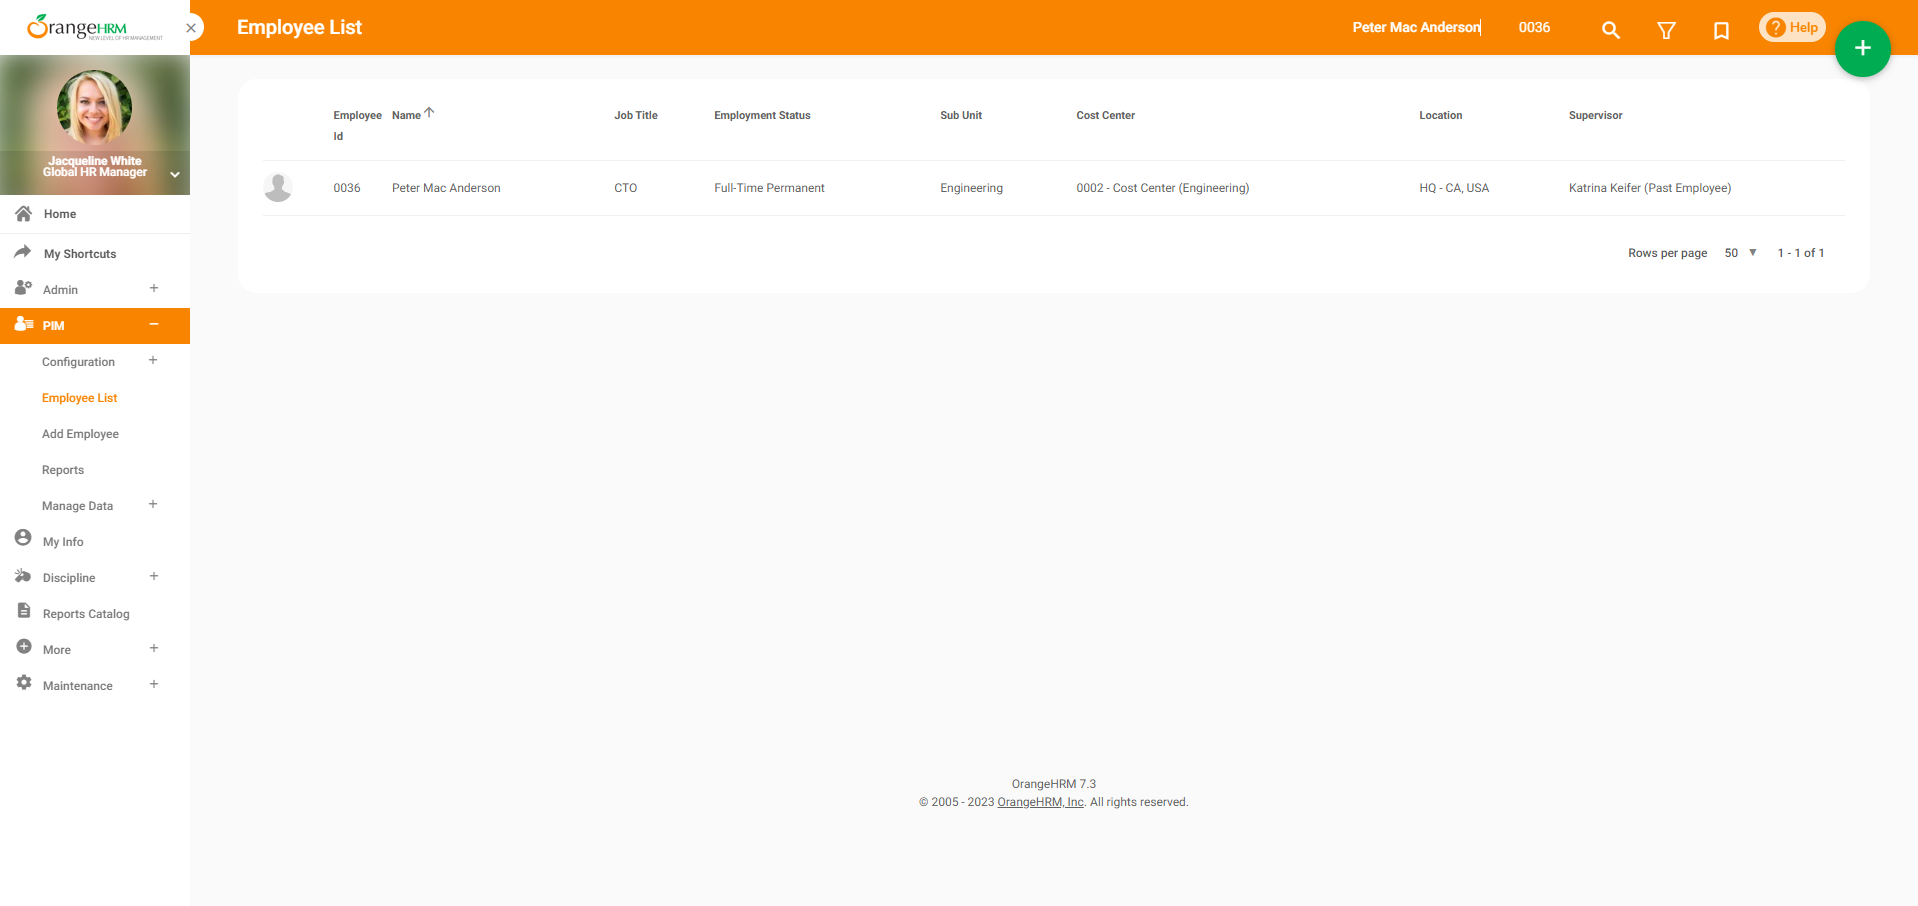 OrangeHRM
NEW LEVEL OF HR MANAGEMENT
Employee List
Peter Mac Anderson
0036
Help
Jacqueline White
Global HR Manager
Home
My Shortcuts
Admin
PIM
Configuration
Employee List
Add Employee
Reports
Manage Data
My Info
Discipline
Reports Catalog
More
Maintenance
Employee Id Name Job Title Employment Status Sub Unit Cost Center Location Supervisor
0036 Peter Mac Anderson CTO Full-Time Permanent Engineering 0002 - Cost Center (Engineering) HQ - CA, USA Katrina Keifer (Past Employee)
Rows per page 50 1 - 1 of 1
OrangeHRM 7.3
© 2005 - 2023 OrangeHRM, Inc. All rights reserved.